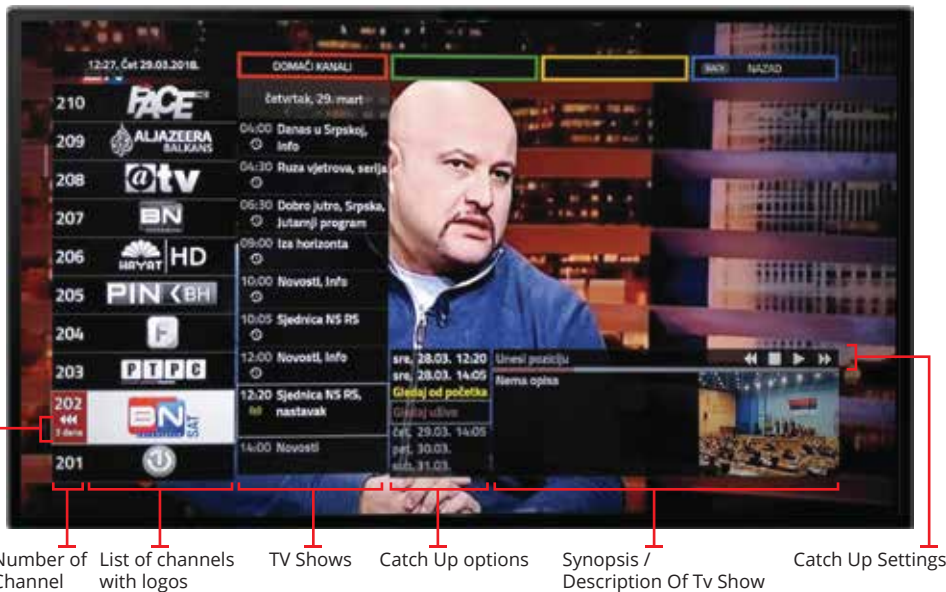 12:27, Čet 29.03.2018.
DOMAĆI KANALI
BACK NAZAD
210 FACE
209 ALJAZEERA BALKANS
208 @tv
207 BN
206 HAYAT HD
205 PIN BH
204 F
203 РТРС
202 BN SAT
3 dana
201
četvrtak, 29. mart
04:00 Danas u Srpskoj,
Info
04:30 Ruza vjetrova, serija
06:30 Dobro jutro, Srpska,
Jutarnji program
09:00 Iza horizonta
10:00 Novosti, Info
10:05 Sjednica NS RS
12:00 Novosti, Info
12:20 Sjednica NS RS,
nastavak
14:00 Novosti
sre, 28.03. 12:20
sre, 28.03. 14:05
Gledaj od početka
Gledaj uživo
čet, 29.03. 14:05
pet, 30.03.
sub, 31.03.
Unesi poziciju
Nema opisa
Number of
Channel
List of channels
with logos
TV Shows
Catch Up options
Synopsis /
Description Of Tv Show
Catch Up Settings